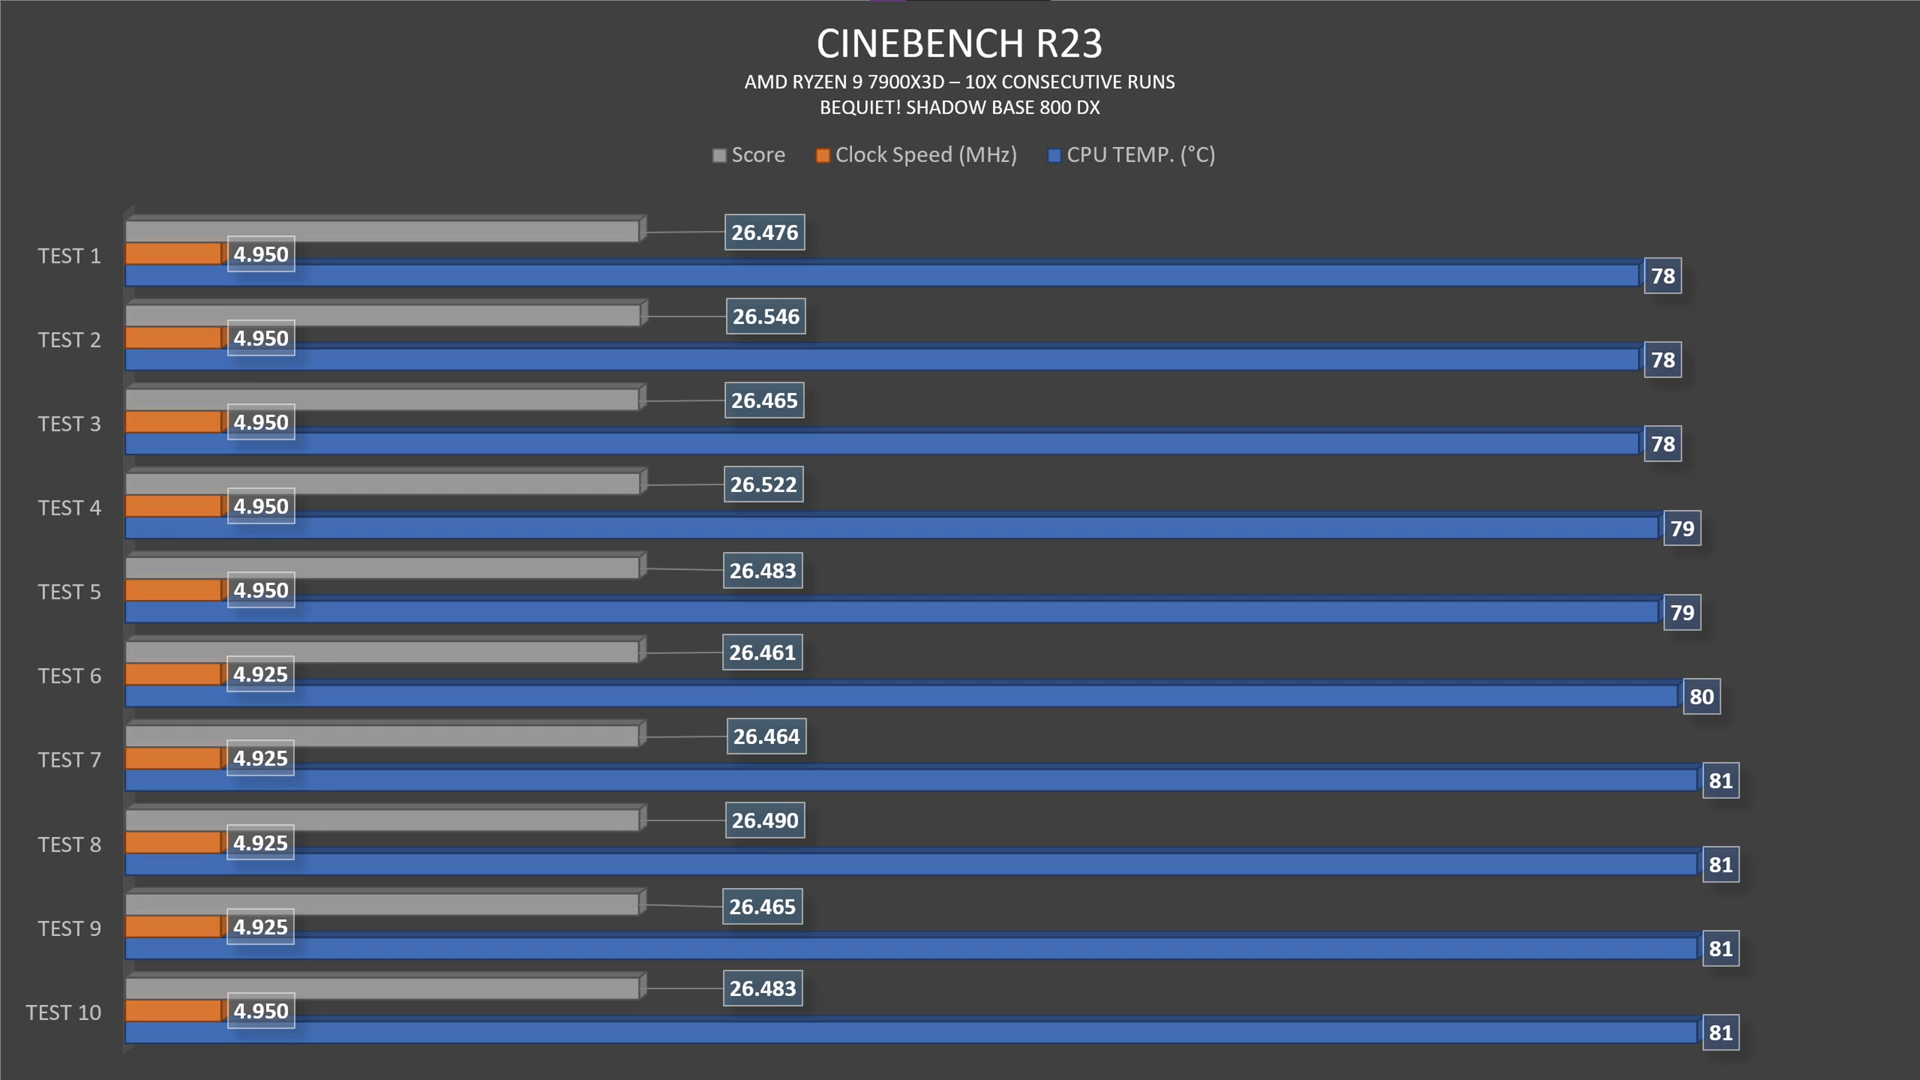 CINEBENCH R23
AMD RYZEN 9 7900X3D – 10X CONSECUTIVE RUNS
BEQUIET! SHADOW BASE 800 DX
Score Clock Speed (MHz) CPU TEMP. (°C)
TEST 1
26.476
4.950
78
TEST 2
26.546
4.950
78
TEST 3
26.465
4.950
78
TEST 4
26.522
4.950
79
TEST 5
26.483
4.950
79
TEST 6
26.461
4.925
80
TEST 7
26.464
4.925
81
TEST 8
26.490
4.925
81
TEST 9
26.465
4.925
81
TEST 10
26.483
4.950
81